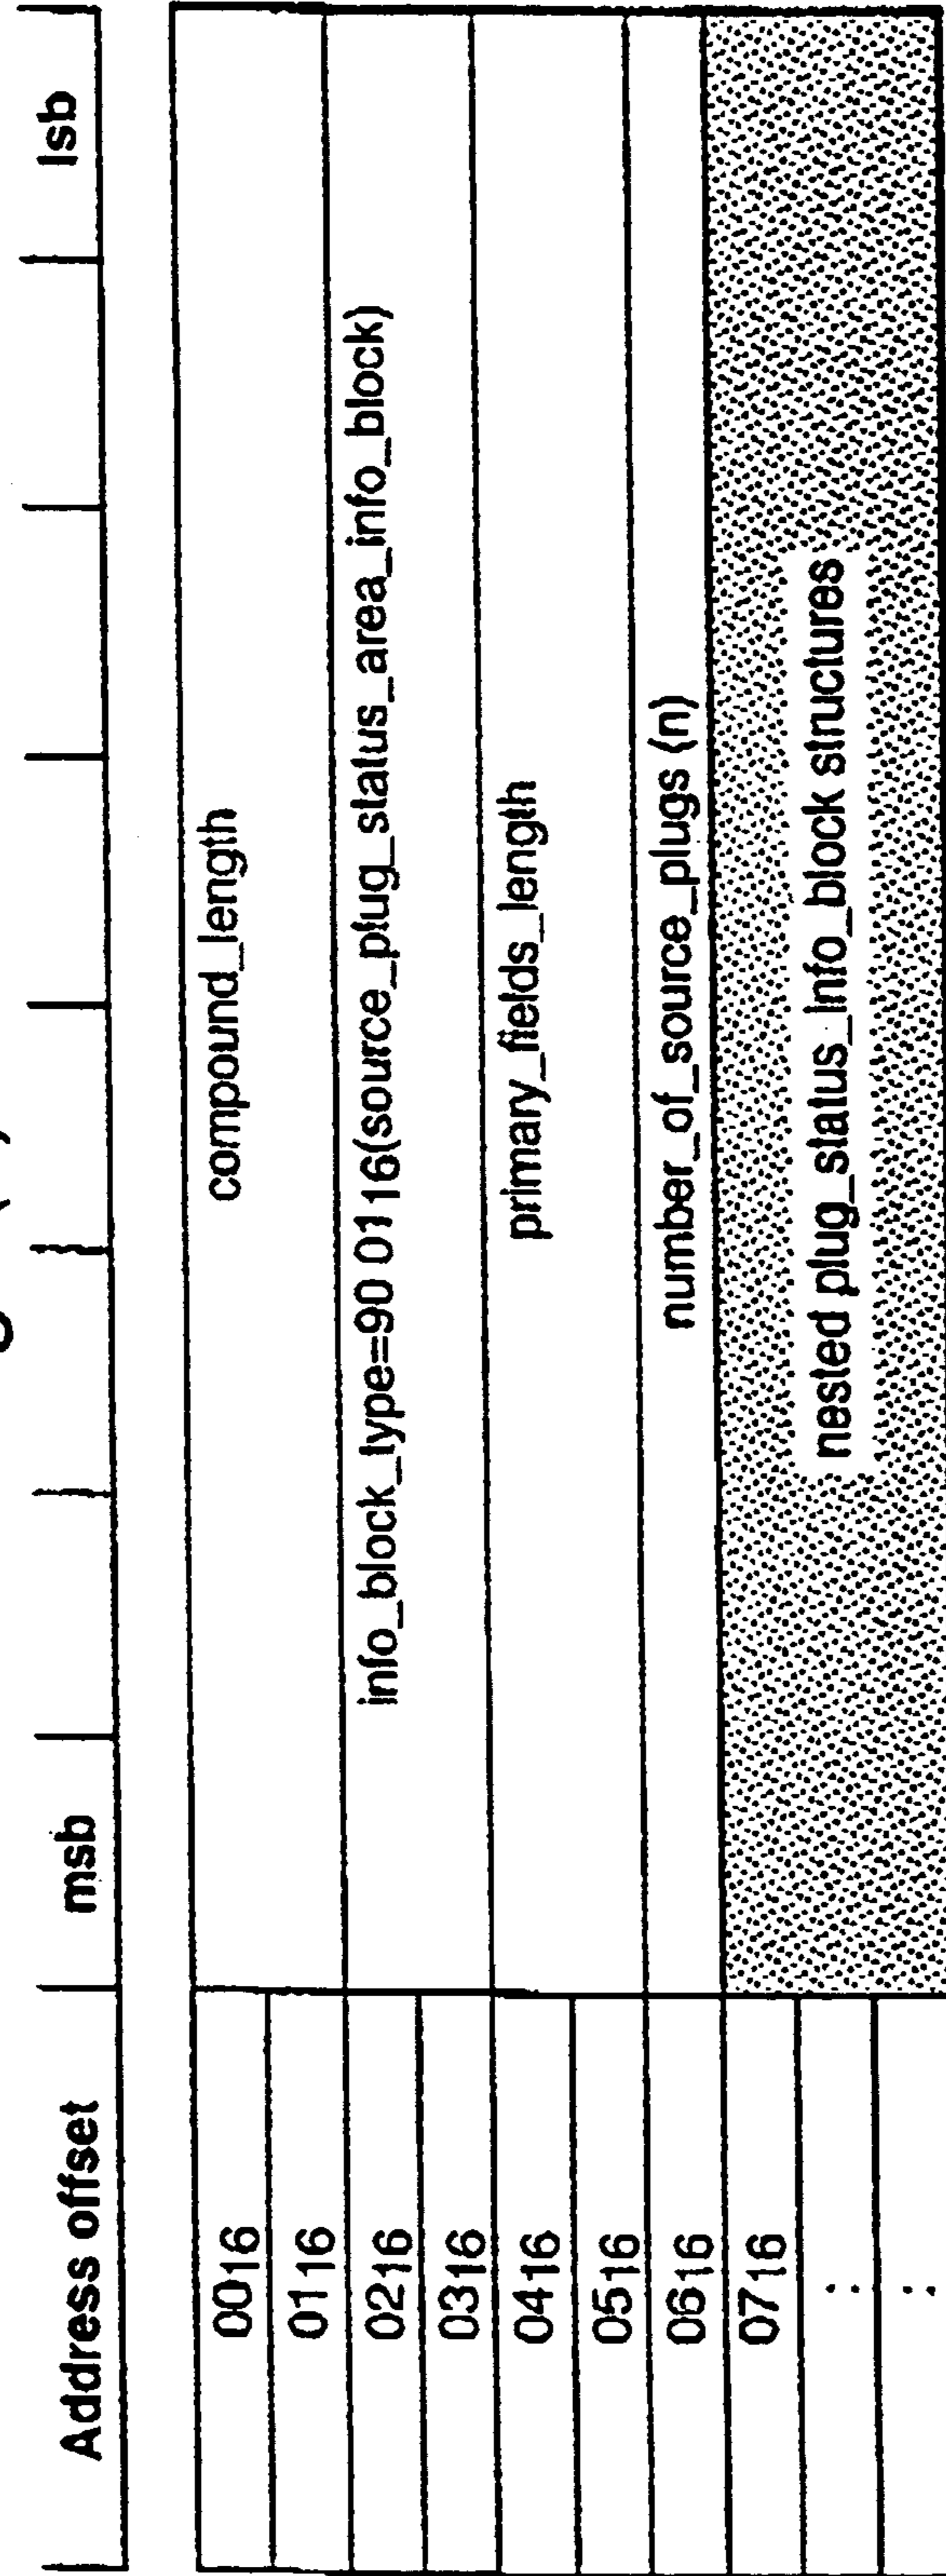 Address offset msb lsb
00₁₆ compound_length
01₁₆
02₁₆ info_block_type=90 01₁₆(source_plug_status_area_info_block)
03₁₆
04₁₆ primary_fields_length
05₁₆
06₁₆ number_of_source_plugs (n)
07₁₆ nested plug_status_info_block structures
:
: